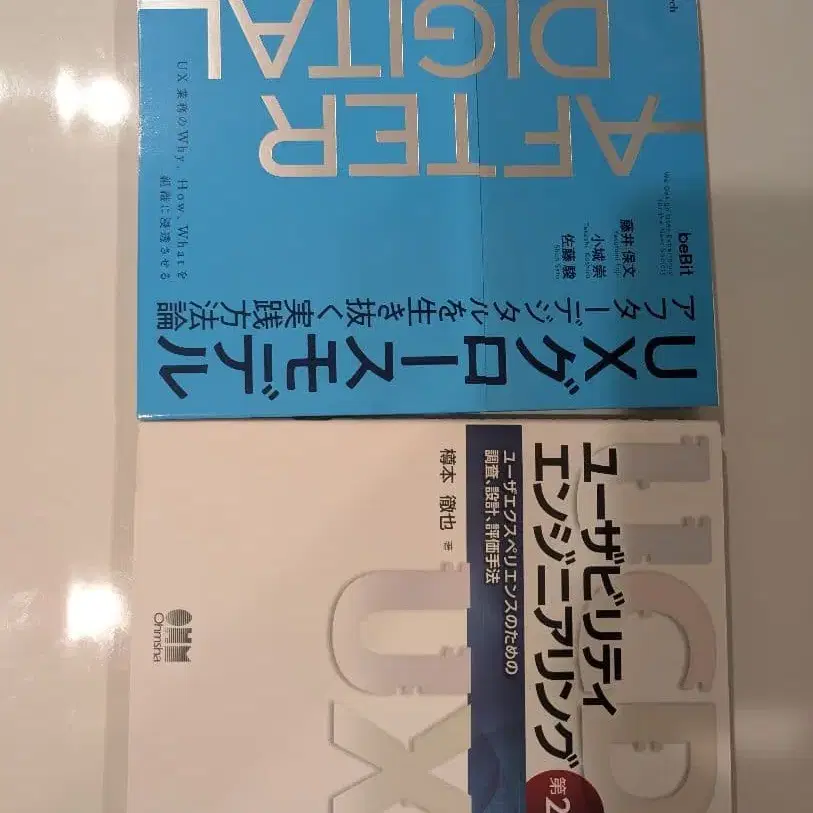 AFTER
DIGITAL
UX業務のWhy、How、Whatを
組織に浸透させる
beBit
藤井 保文
小城 崇
佐藤 駿
アフターデジタルを生き抜く実践方法論
UXグロースモデル
UCD
ユーザビリティ
エンジニアリング
第2
ユーザエクスペリエンスのための
調査、設計、評価手法
樽本 徹也 著
UX
OHM
Ohmsha